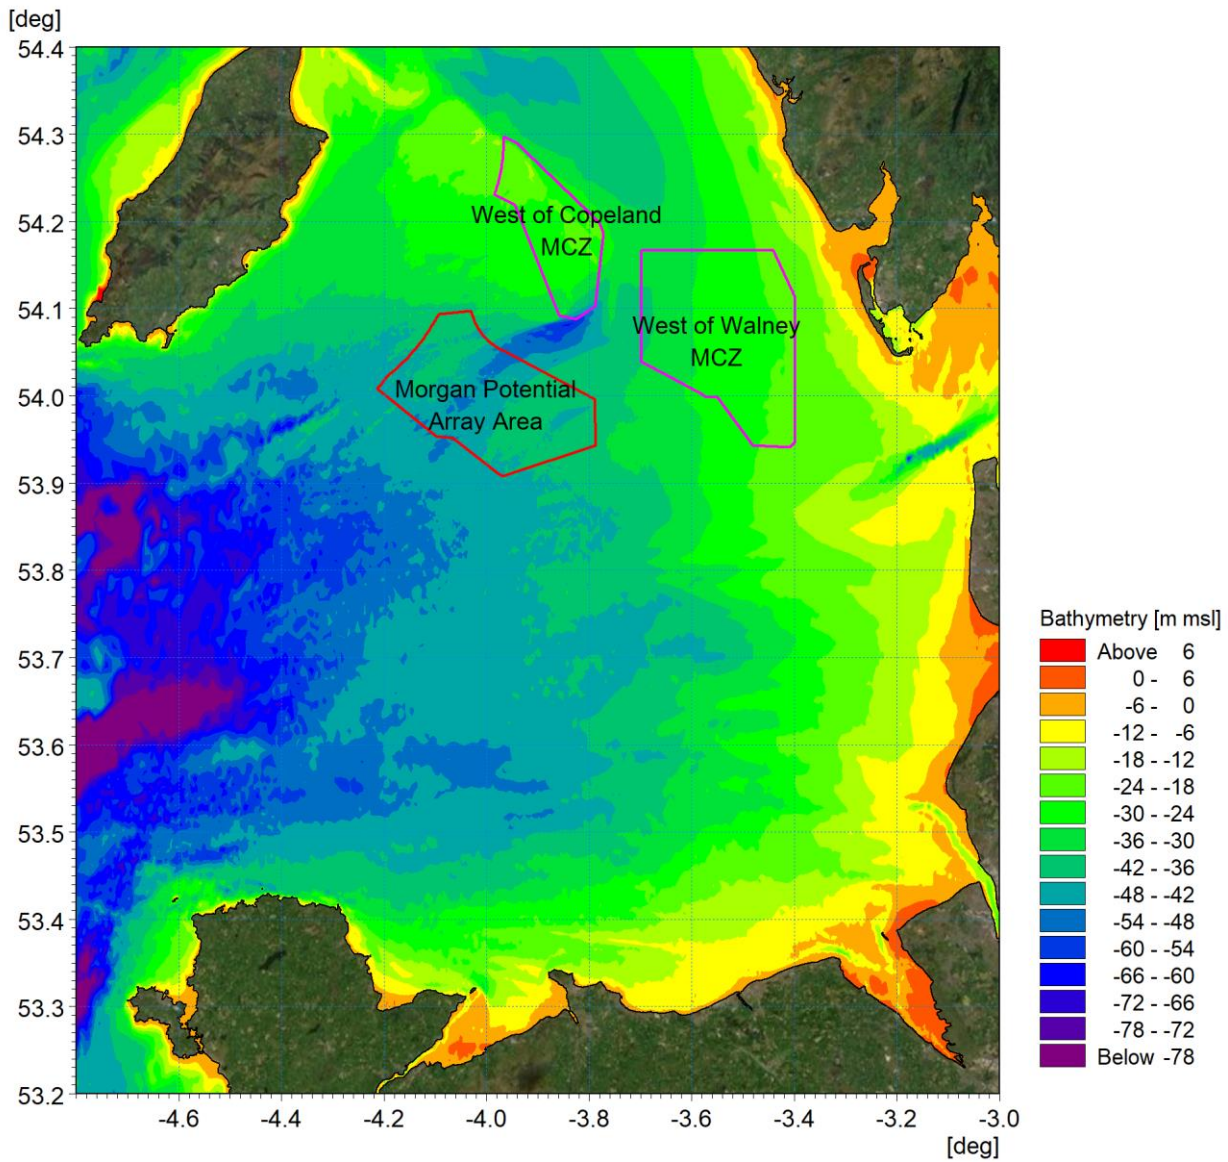 [deg]
54.4
54.3
54.2
54.1
54.0
53.9
53.8
53.7
53.6
53.5
53.4
53.3
53.2
West of Copeland
MCZ
West of Walney
MCZ
Morgan Potential
Array Area
-4.6 -4.4 -4.2 -4.0 -3.8 -3.6 -3.4 -3.2 -3.0
[deg]
Bathymetry [m msl]
Above 6
0 - 6
-6 - 0
-12 - -6
-18 - -12
-24 - -18
-30 - -24
-36 - -30
-42 - -36
-48 - -42
-54 - -48
-60 - -54
-66 - -60
-72 - -66
-78 - -72
Below -78